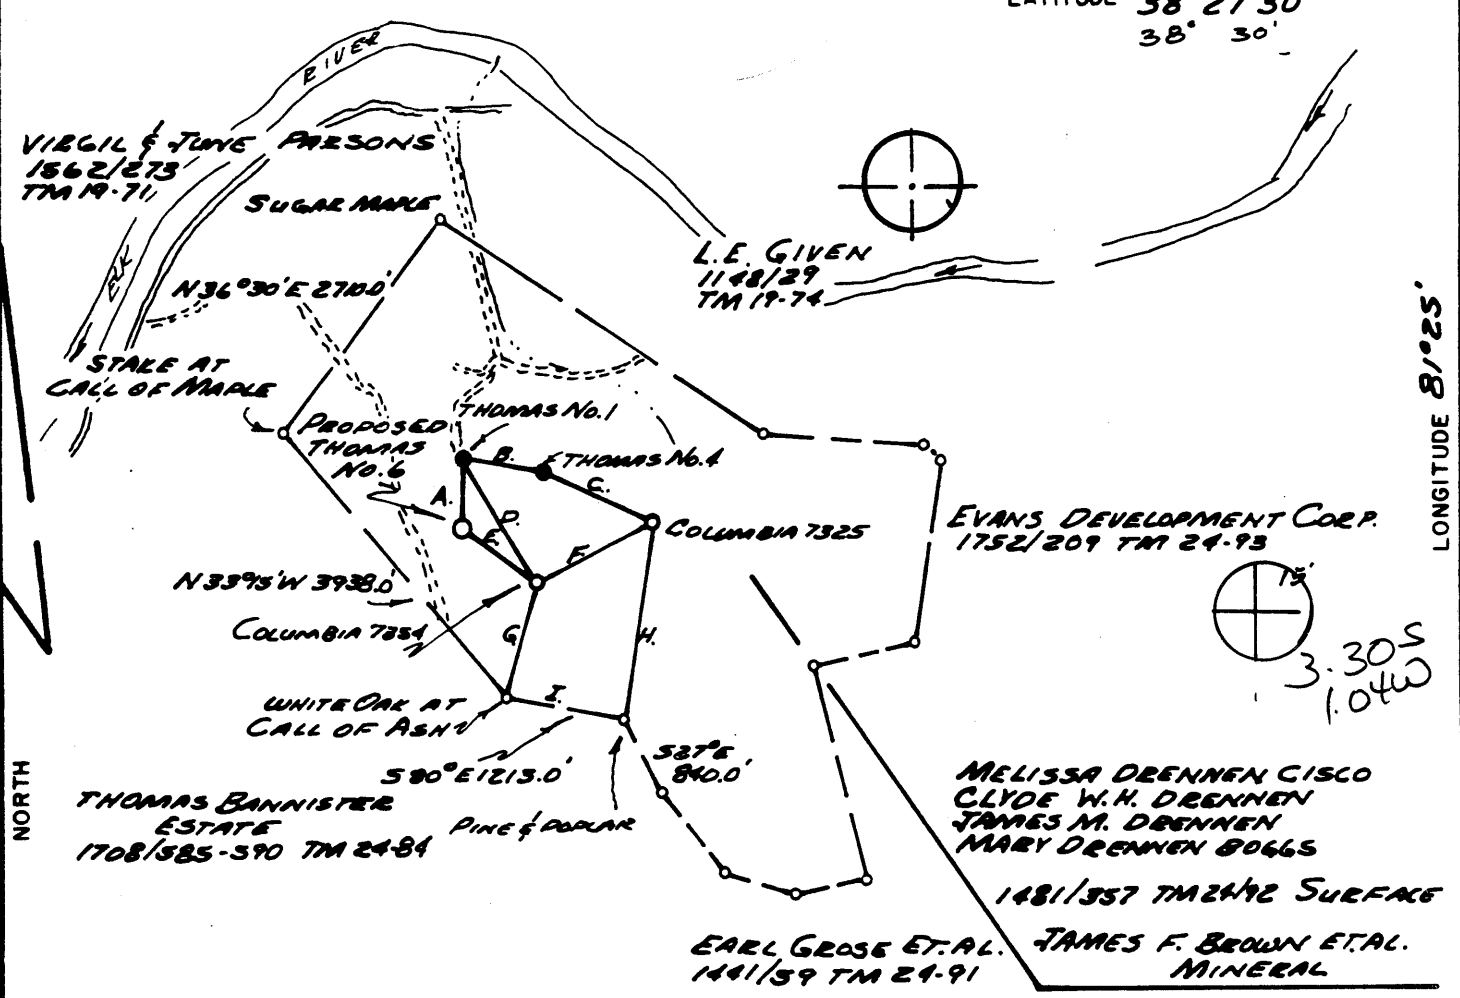 LATITUDE 38° 27' 30"
38° 30'
RIVER
VIRGIL & JUNE PARSONS
1562/273
TM 19-71
SUGAR MAPLE
L.E. GIVEN
1148/29
TM 19-74
ELK
N36°30'E 2710.0'
STAKE AT
CALL OF MAPLE
LONGITUDE 81°25'
PROPOSED
THOMAS
NO. 6
THOMAS NO. 1
B.
THOMAS NO. 4
C.
A.
D.
E.
F.
COLUMBIA 7325
EVANS DEVELOPMENT CORP.
1752/209 TM 24-93
15'
N33°15'W 3938.0'
COLUMBIA 7254
G.
H.
3.30S
1.04W
WHITE OAK AT
CALL OF ASH
I.
S80°E 1213.0'
S27°E
840.0'
NORTH
THOMAS BANNISTER
ESTATE
1708/585-590 TM 24-84
PINE & POPLAR
MELISSA DRENNEN CISCO
CLYDE W.H. DRENNEN
JAMES M. DRENNEN
MARY DRENNEN BOGGS
1481/357 TM 24/92 SURFACE
EARL GROSE ET.AL.
1441/59 TM 24-91
JAMES F. BROWN ET.AL.
MINERAL